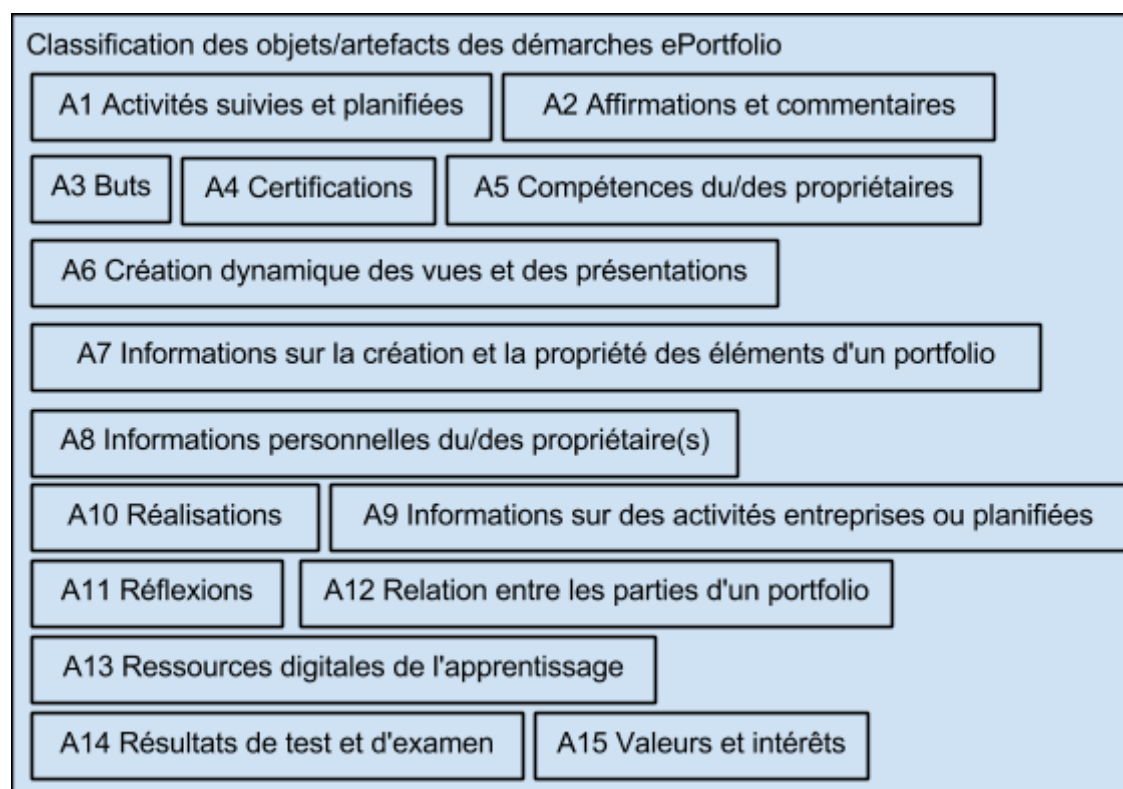 Classification des objets/artefacts des démarches ePortfolio
A1 Activités suivies et planifiées
A2 Affirmations et commentaires
A3 Buts
A4 Certifications
A5 Compétences du/des propriétaires
A6 Création dynamique des vues et des présentations
A7 Informations sur la création et la propriété des éléments d'un portfolio
A8 Informations personnelles du/des propriétaire(s)
A10 Réalisations
A9 Informations sur des activités entreprises ou planifiées
A11 Réflexions
A12 Relation entre les parties d'un portfolio
A13 Ressources digitales de l'apprentissage
A14 Résultats de test et d'examen
A15 Valeurs et intérêts